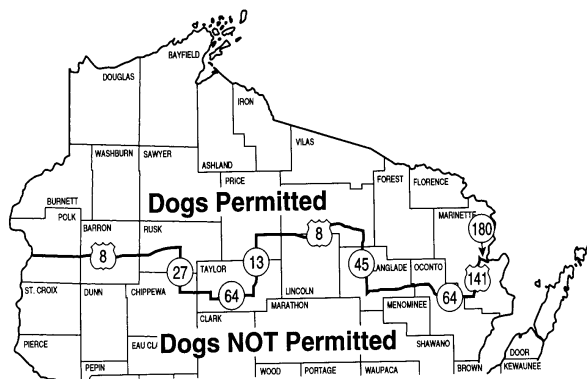 BAYFIELD
DOUGLAS
IRON
VILAS
WASHBURN
SAWYER
ASHLAND
PRICE
FOREST
FLORENCE
BURNETT
POLK
Dogs Permitted
MARINETTE
BARRON
RUSK
180
8
8
27
TAYLOR
13
45
LANGLADE
OCONTO
141
ST. CROIX
DUNN
CHIPPEWA
64
LINCOLN
MENOMINEE
64
CLARK
MARATHON
PIERCE
EAU CLA
Dogs NOT Permitted
SHAWANO
DOOR
PEPIN
WOOD
PORTAGE
WAUPACA
BROWN
KEWAUNEE